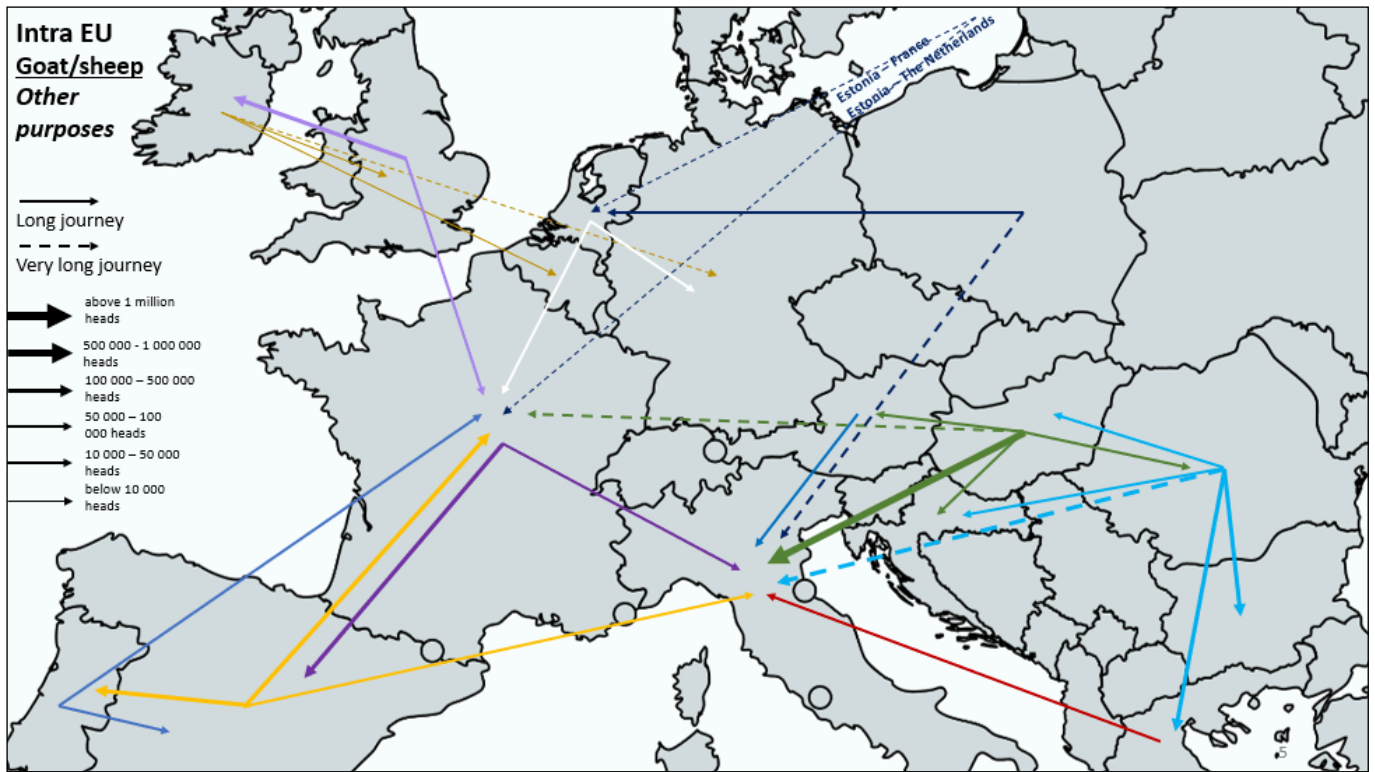 Intra EU
Goat/sheep
Other
purposes
Long journey
Very long journey
above 1 million
heads
500 000 - 1 000 000
heads
100 000 – 500 000
heads
50 000 – 100
000 heads
10 000 – 50 000
heads
below 10 000
heads
Estonia – France
Estonia – The Netherlands
5